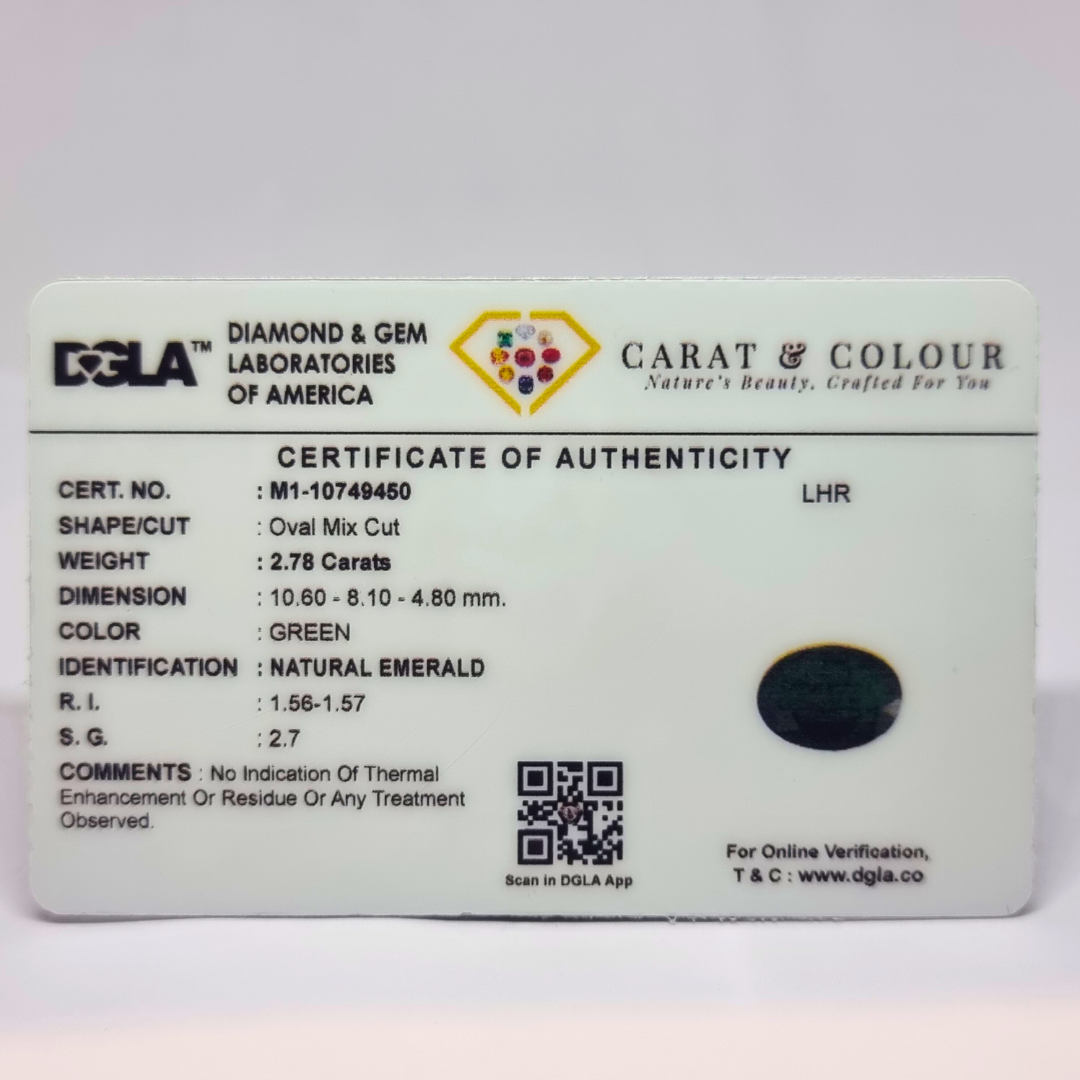 DGLA™
DIAMOND & GEM
LABORATORIES
OF AMERICA
CARAT & COLOUR
Nature's Beauty, Crafted For You
CERTIFICATE OF AUTHENTICITY
CERT. NO. : M1-10749450
LHR
SHAPE/CUT : Oval Mix Cut
WEIGHT : 2.78 Carats
DIMENSION : 10.60 - 8.10 - 4.80 mm.
COLOR : GREEN
IDENTIFICATION : NATURAL EMERALD
R. I. : 1.56-1.57
S. G. : 2.7
COMMENTS : No Indication Of Thermal
Enhancement Or Residue Or Any Treatment
Observed.
Scan in DGLA App
For Online Verification,
T & C : www.dgla.co